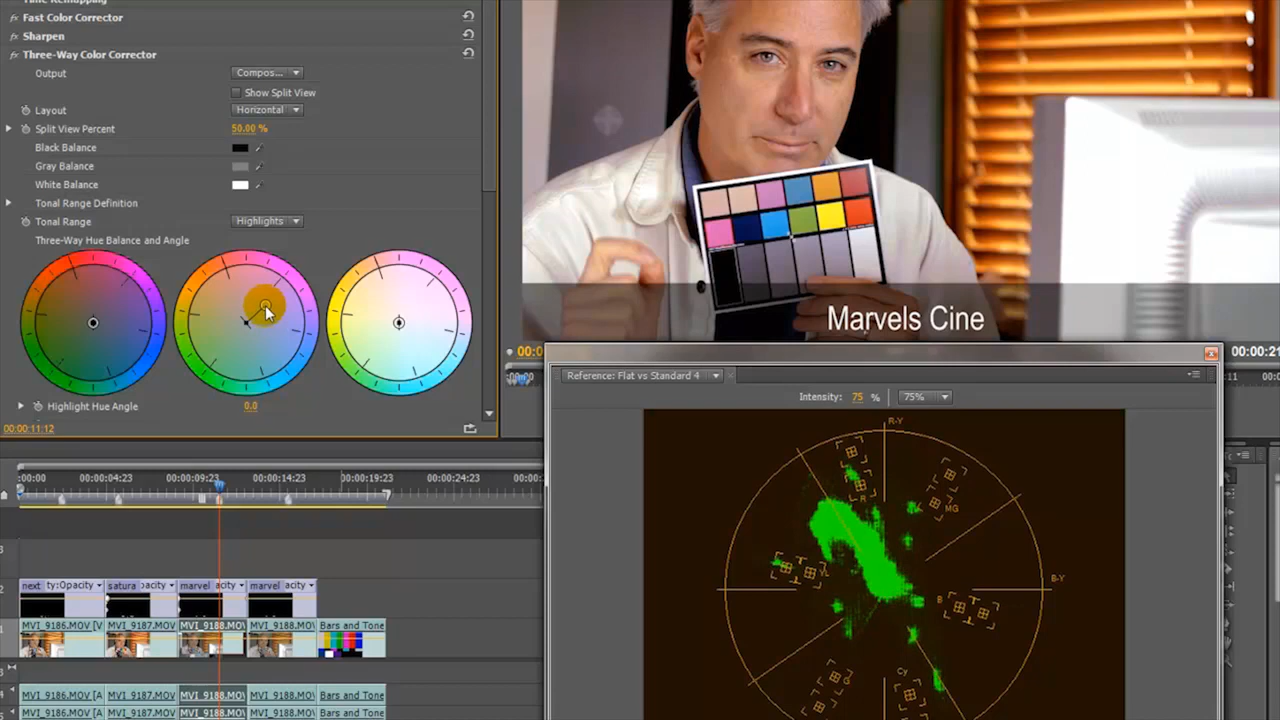 Fast Color Corrector
Sharpen
Three-Way Color Corrector
Output Compos...
Show Split View
Layout Horizontal
Split View Percent 50.00 %
Black Balance
Gray Balance
White Balance
Tonal Range Definition
Tonal Range Highlights
Three-Way Hue Balance and Angle
Highlight Hue Angle 0.0
00:00:11:12
Marvels Cine
00:00:21
Reference: Flat vs Standard 4
Intensity: 75 % 75%
R-Y
R
MG
YL
B-Y
B
G
Cy
:00:00 00:00:04:23 00:00:09:23 00:00:14:23 00:00:19:23 00:00:24:23
next ty:Opacity satura pacity marvel acity marvel acity
MVI_9186.MOV [V MVI_9187.MOV MVI_9188.MOV MVI_9188.MOV Bars and Tone
MVI_9186.MOV [A MVI_9187.MOV MVI_9188.MOV MVI_9188.MOV Bars and Tone
MVI_9186.MOV [A MVI_9187.MOV MVI_9188.MOV MVI_9188.MOV Bars and Tone